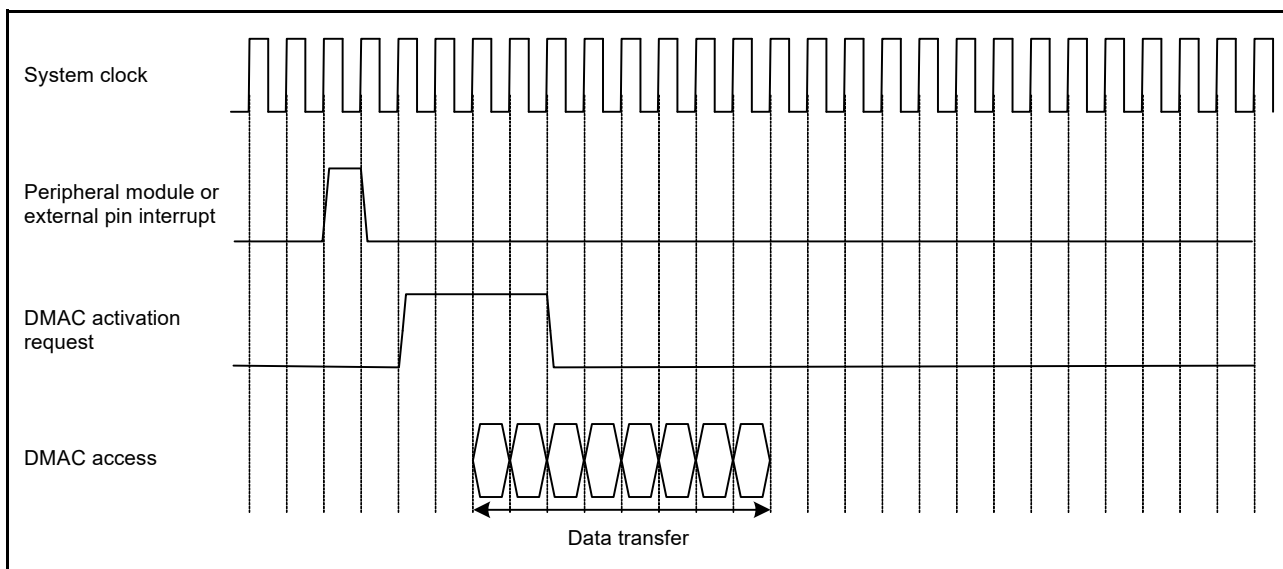 System clock
Peripheral module or
external pin interrupt
DMAC activation
request
DMAC access
Data transfer